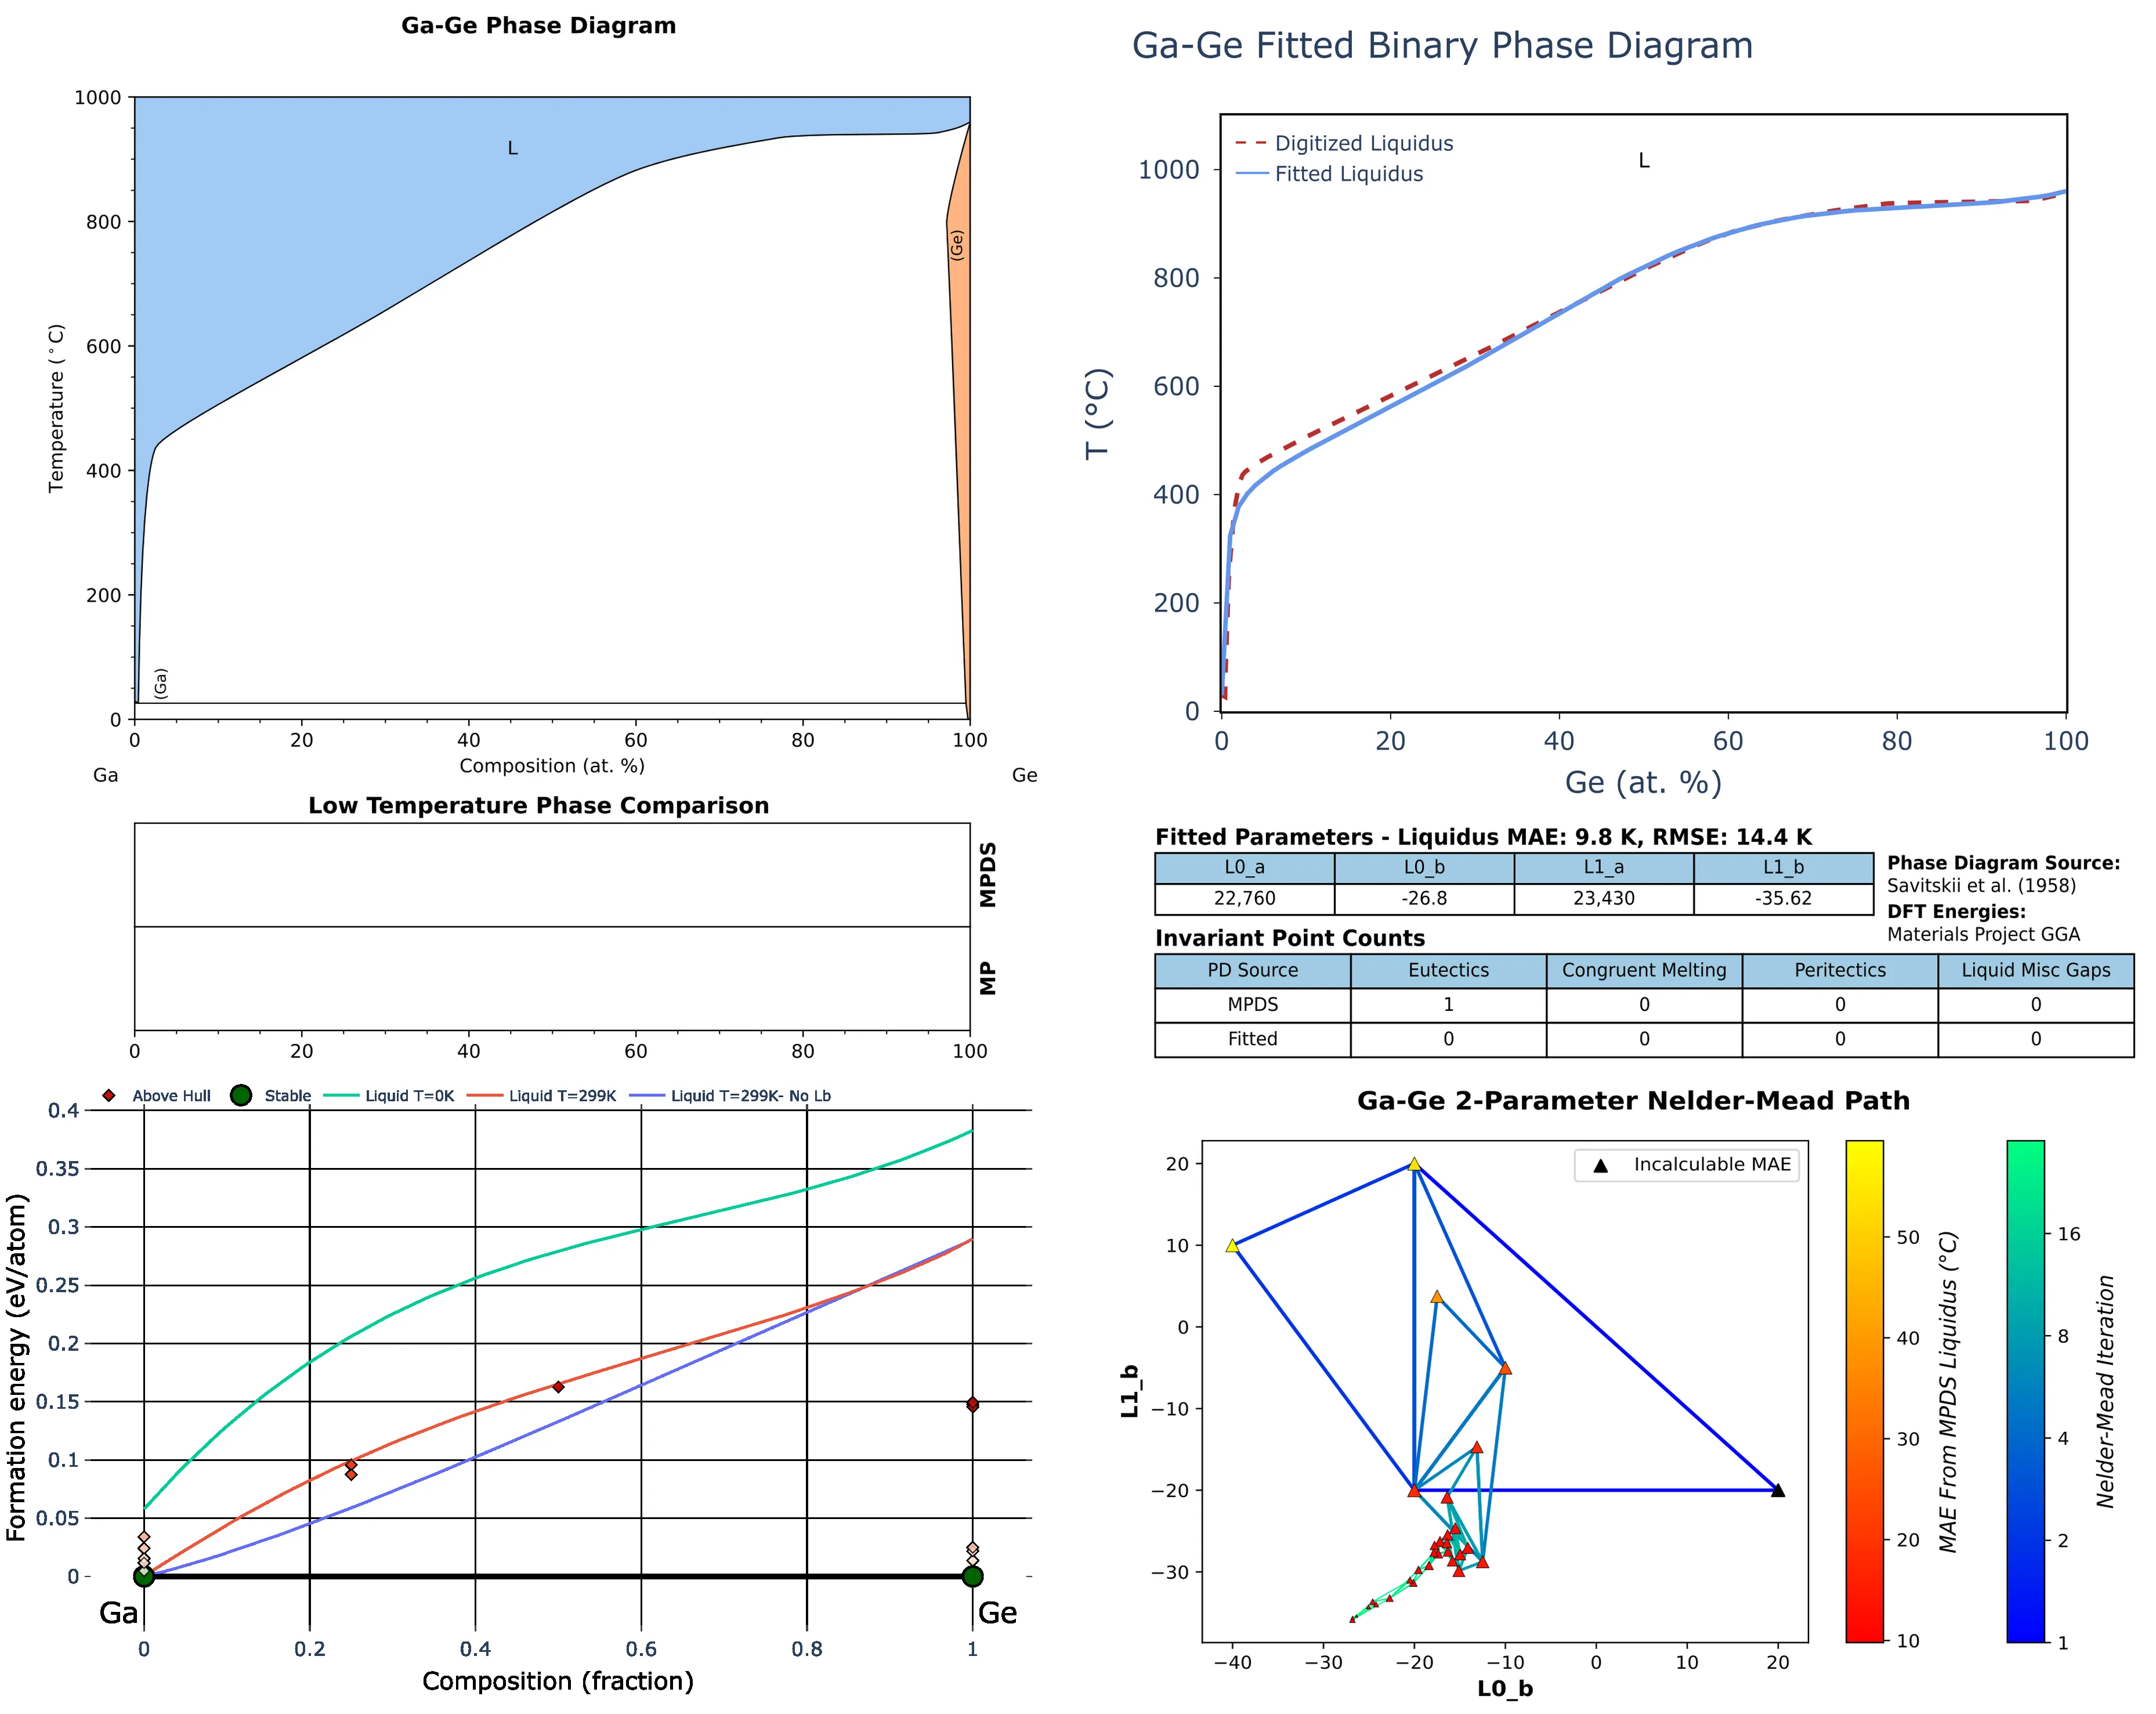 Ga-Ge Phase Diagram
1000
800
600
400
200
0
Temperature (°C)
L
(Ge)
(Ga)
0 20 40 60 80 100
Composition (at. %)
Ga Ge
Low Temperature Phase Comparison
MPDS
MP
0 20 40 60 80 100
Ga-Ge Fitted Binary Phase Diagram
Digitized Liquidus
Fitted Liquidus
L
1000
800
600
400
200
0
T (°C)
0 20 40 60 80 100
Ge (at. %)
Fitted Parameters - Liquidus MAE: 9.8 K, RMSE: 14.4 K
L0_a L0_b L1_a L1_b
22,760 -26.8 23,430 -35.62
Phase Diagram Source:
Savitskii et al. (1958)
DFT Energies:
Materials Project GGA
Invariant Point Counts
PD Source Eutectics Congruent Melting Peritectics Liquid Misc Gaps
MPDS 1 0 0 0
Fitted 0 0 0 0
Above Hull Stable Liquid T=0K Liquid T=299K Liquid T=299K- No Lb
0.4
0.35
0.3
0.25
0.2
0.15
0.1
0.05
0
Formation energy (eV/atom)
Ga Ge
0 0.2 0.4 0.6 0.8 1
Composition (fraction)
Ga-Ge 2-Parameter Nelder-Mead Path
Incalculable MAE
20
10
0
−10
−20
−30
L1_b
−40 −30 −20 −10 0 10 20
L0_b
50
40
30
20
10
MAE From MPDS Liquidus (°C)
16
8
4
2
1
Nelder-Mead Iteration